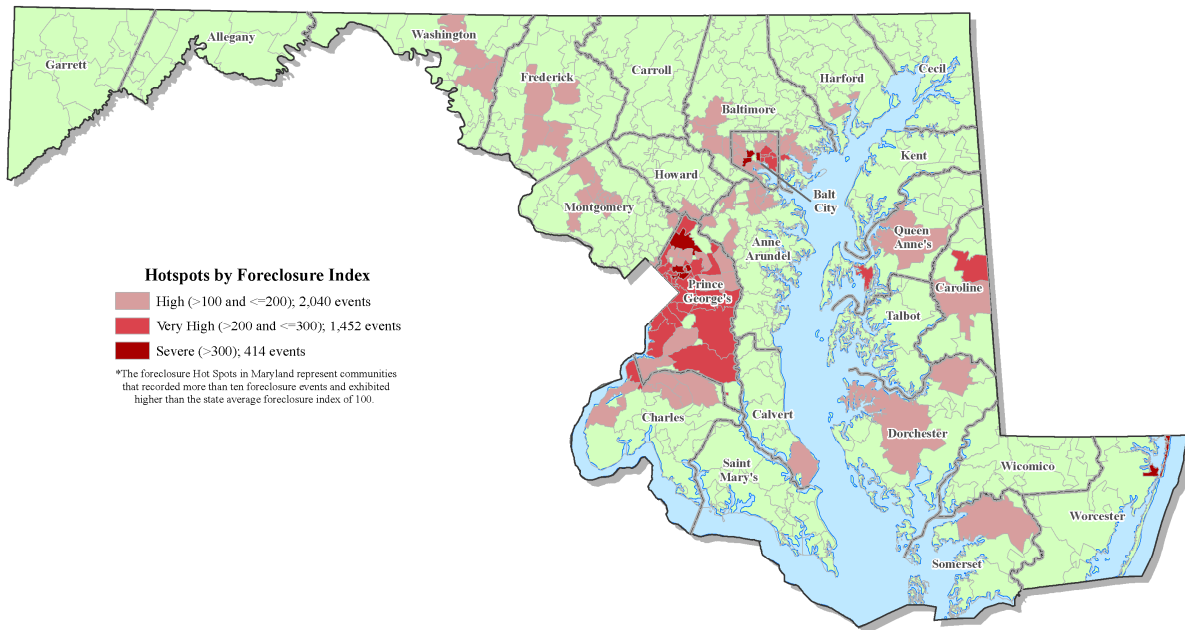 Garrett
Allegany
Washington
Frederick
Carroll
Baltimore
Harford
Cecil
Kent
Howard
Montgomery
Balt
City
Anne
Arundel
Queen
Anne's
Prince
George's
Caroline
Talbot
Hotspots by Foreclosure Index
High (>100 and <=200); 2,040 events
Very High (>200 and <=300); 1,452 events
Severe (>300); 414 events
*The foreclosure Hot Spots in Maryland represent communities
that recorded more than ten foreclosure events and exhibited
higher than the state average foreclosure index of 100.
Charles
Calvert
Dorchester
Saint
Mary's
Wicomico
Worcester
Somerset